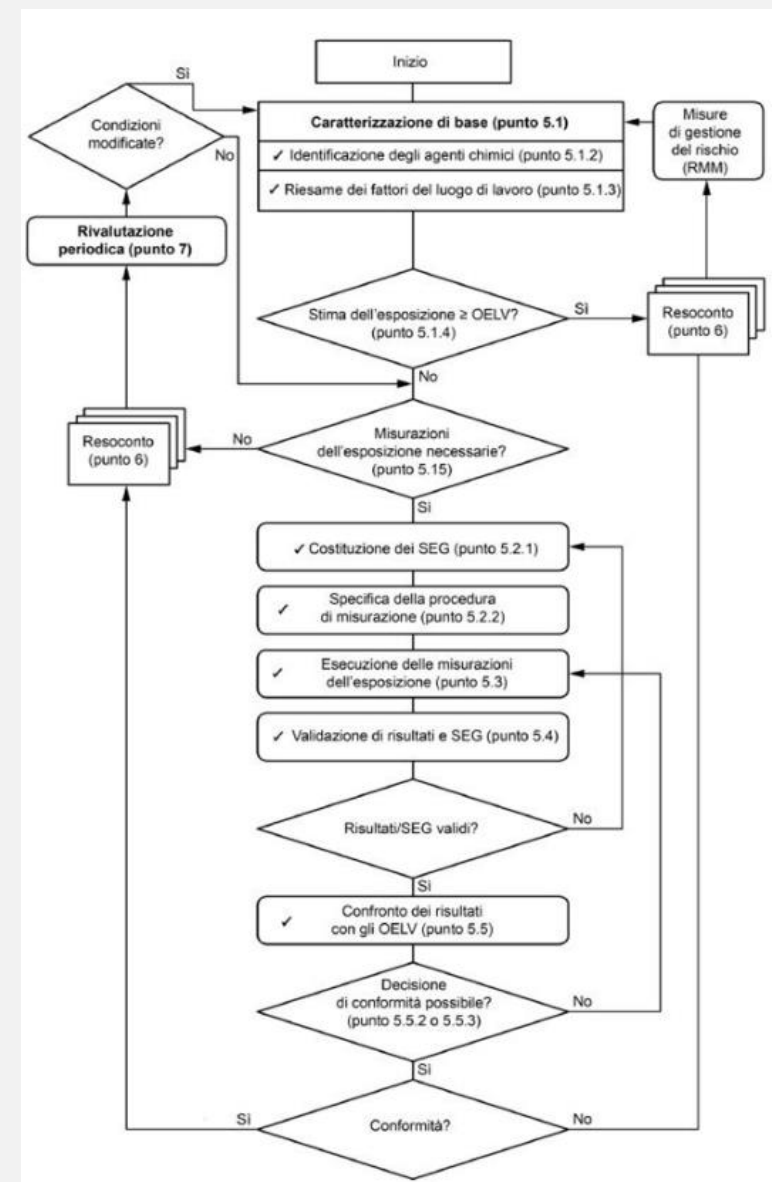 Inizio
Sì
Condizioni
modificate?
No
Caratterizzazione di base (punto 5.1)
✓ Identificazione degli agenti chimici (punto 5.1.2)
✓ Riesame dei fattori del luogo di lavoro (punto 5.1.3)
Misure
di gestione
del rischio
(RMM)
Rivalutazione
periodica (punto 7)
Stima dell'esposizione ≥ OELV?
(punto 5.1.4)
Sì
Resoconto
(punto 6)
No
Misurazioni
dell'esposizione necessarie?
(punto 5.15)
No
Resoconto
(punto 6)
Sì
✓ Costituzione dei SEG (punto 5.2.1)
✓ Specifica della procedura
di misurazione (punto 5.2.2)
✓ Esecuzione delle misurazioni
dell'esposizione (punto 5.3)
✓ Validazione di risultati e SEG (punto 5.4)
Risultati/SEG validi?
No
Sì
✓ Confronto dei risultati
con gli OELV (punto 5.5)
Decisione
di conformità possibile?
(punto 5.5.2 o 5.5.3)
No
Sì
Sì
Conformità?
No